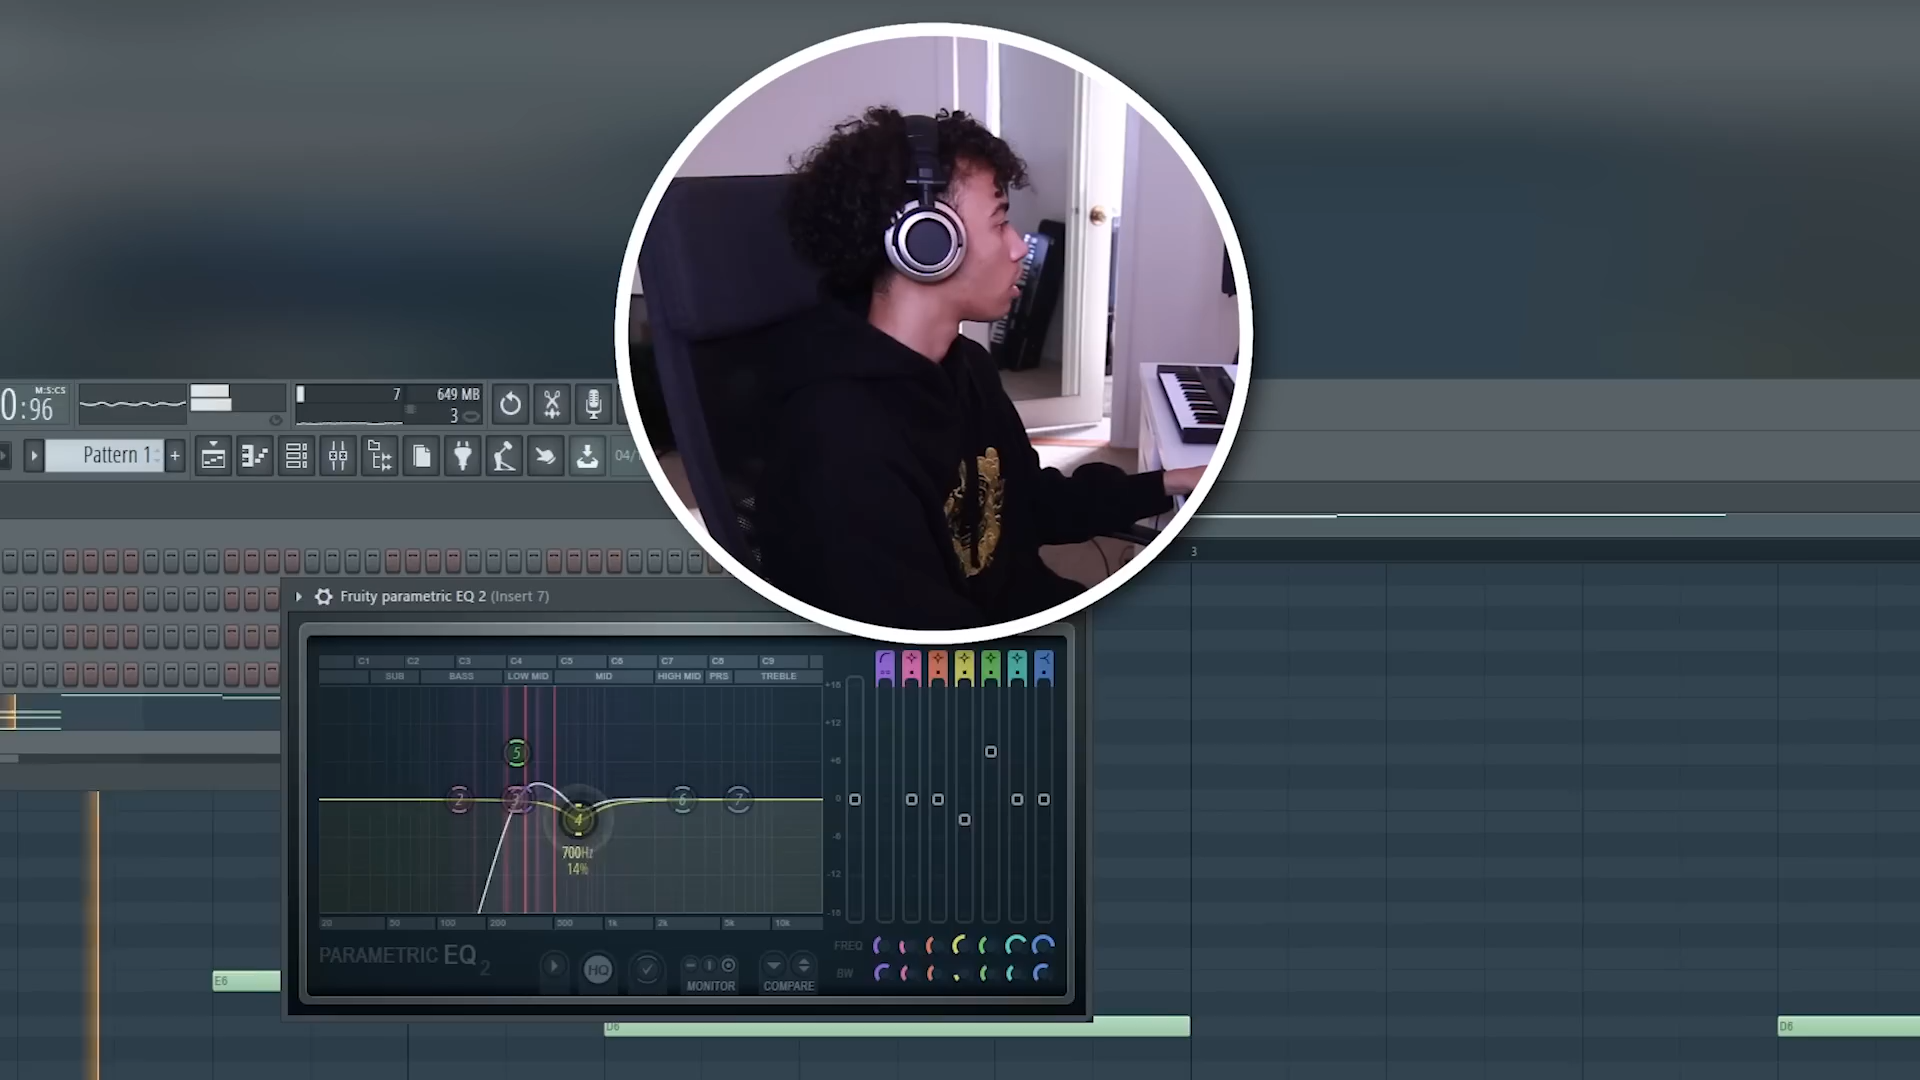 M:S:CS
0:96
7
649 MB
3
Pattern 1
+
04/1
3
Fruity parametric EQ 2 (Insert 7)
C1 C2 C3 C4 C5 C6 C7 C8 C9
SUB BASS LOW MID MID HIGH MID PRS TREBLE
+18
+12
+6
0
-6
-12
-18
5
2 3 6 7
4
700Hz
14%
20 50 100 200 500 1k 2k 5k 10k
PARAMETRIC EQ 2
HQ
MONITOR
COMPARE
FREQ
BW
E6
D6
D6